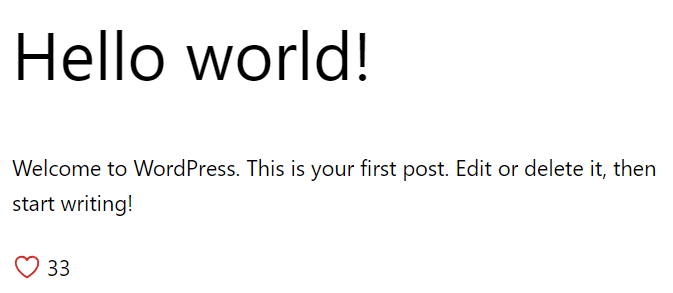 Hello world!
Welcome to WordPress. This is your first post. Edit or delete it, then
start writing!
33